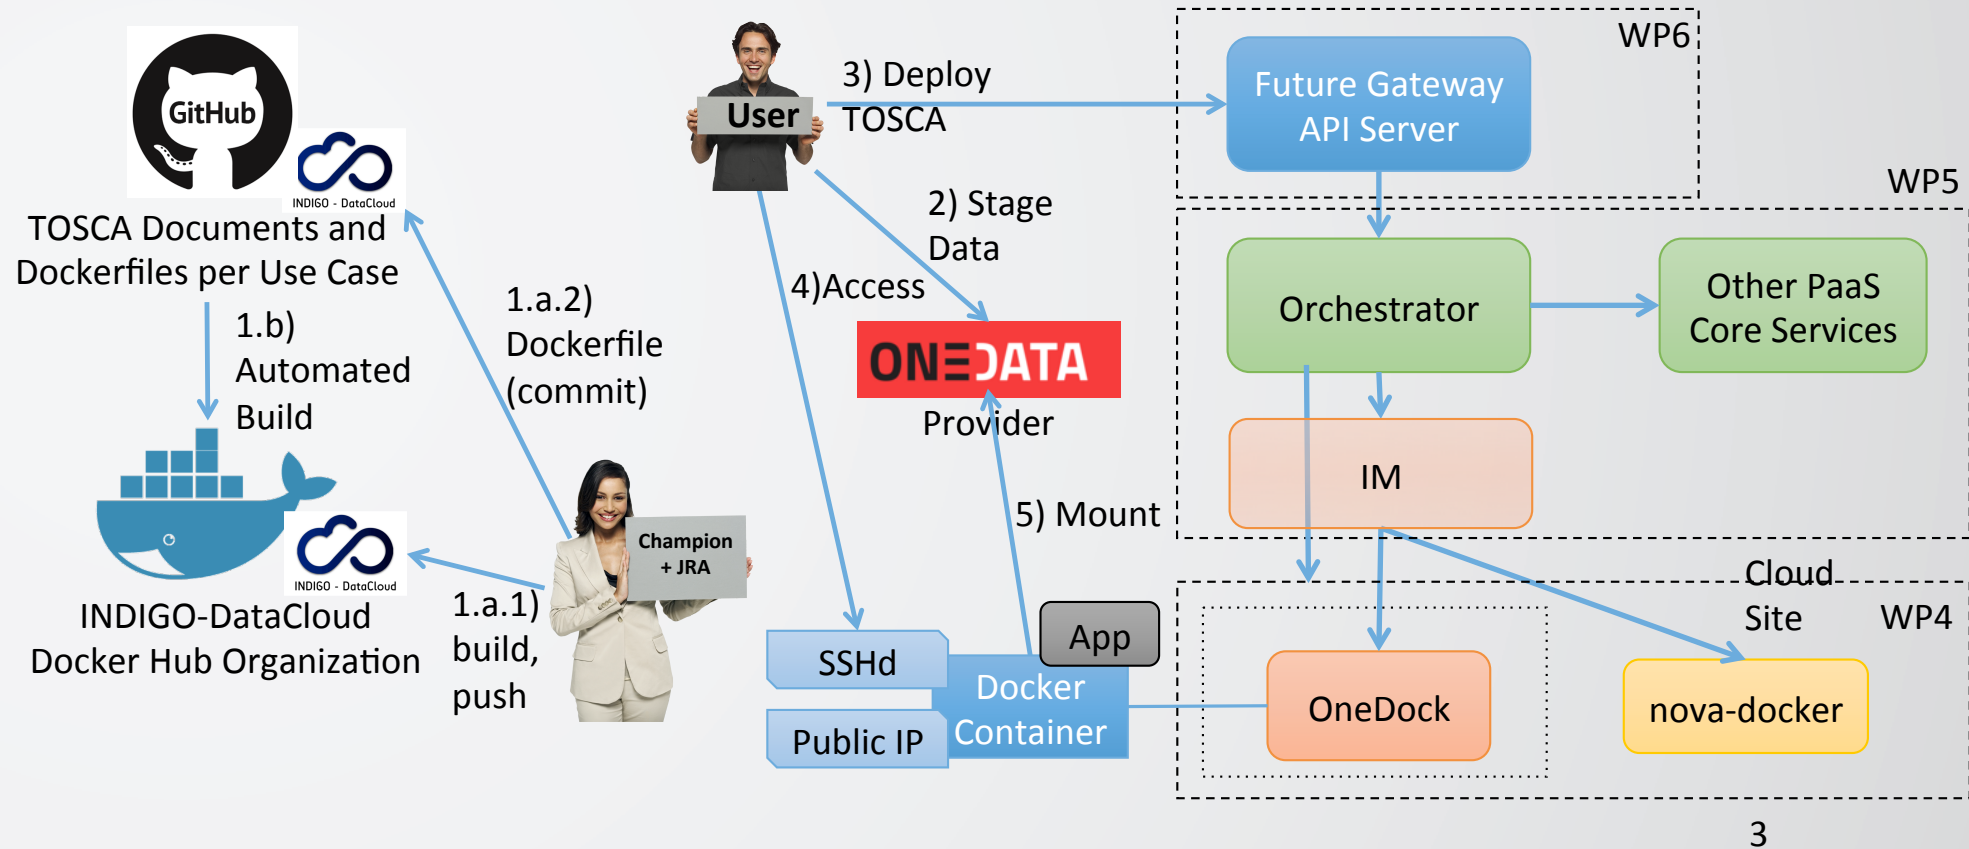 GitHub
INDIGO - DataCloud
TOSCA Documents and
Dockerfiles per Use Case
1.b)
Automated
Build
INDIGO - DataCloud
INDIGO-DataCloud
Docker Hub Organization
1.a.2)
Dockerfile
(commit)
1.a.1)
build,
push
Champion
+ JRA
User
3) Deploy
TOSCA
2) Stage
Data
4)Access
ONEDATA
Provider
5) Mount
App
SSHd
Public IP
Docker
Container
WP6
Future Gateway
API Server
WP5
Orchestrator
Other PaaS
Core Services
IM
Cloud
Site
WP4
OneDock
nova-docker
3